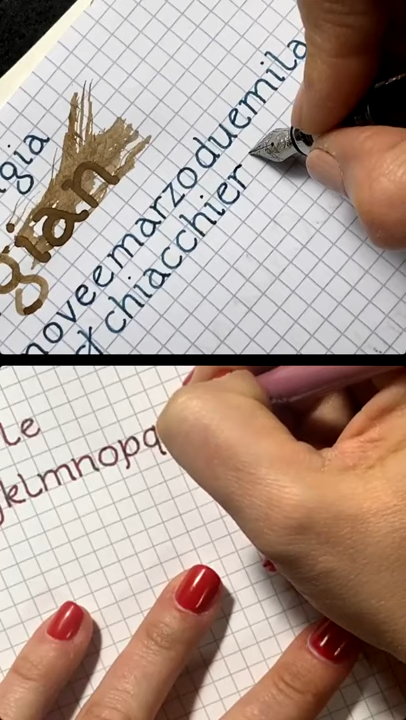 gia
gian
noveemarzoduemila
chiacchier
le
klmnopq